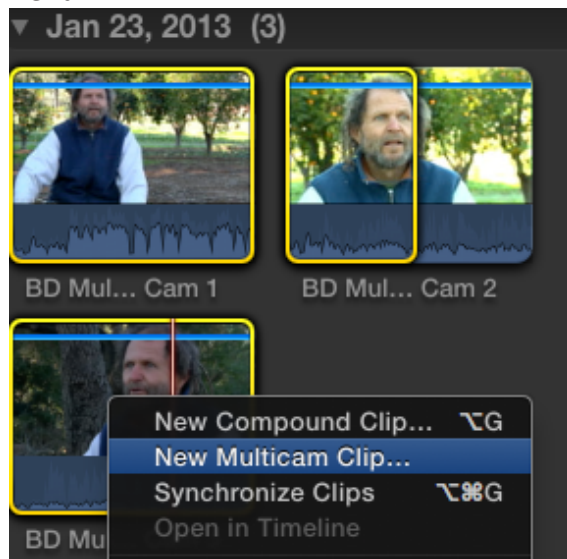 ▼ Jan 23, 2013 (3)
BD Mul... Cam 1
BD Mul... Cam 2
New Compound Clip... ⌥G
New Multicam Clip...
Synchronize Clips ⌥⌘G
Open in Timeline
BD Mu